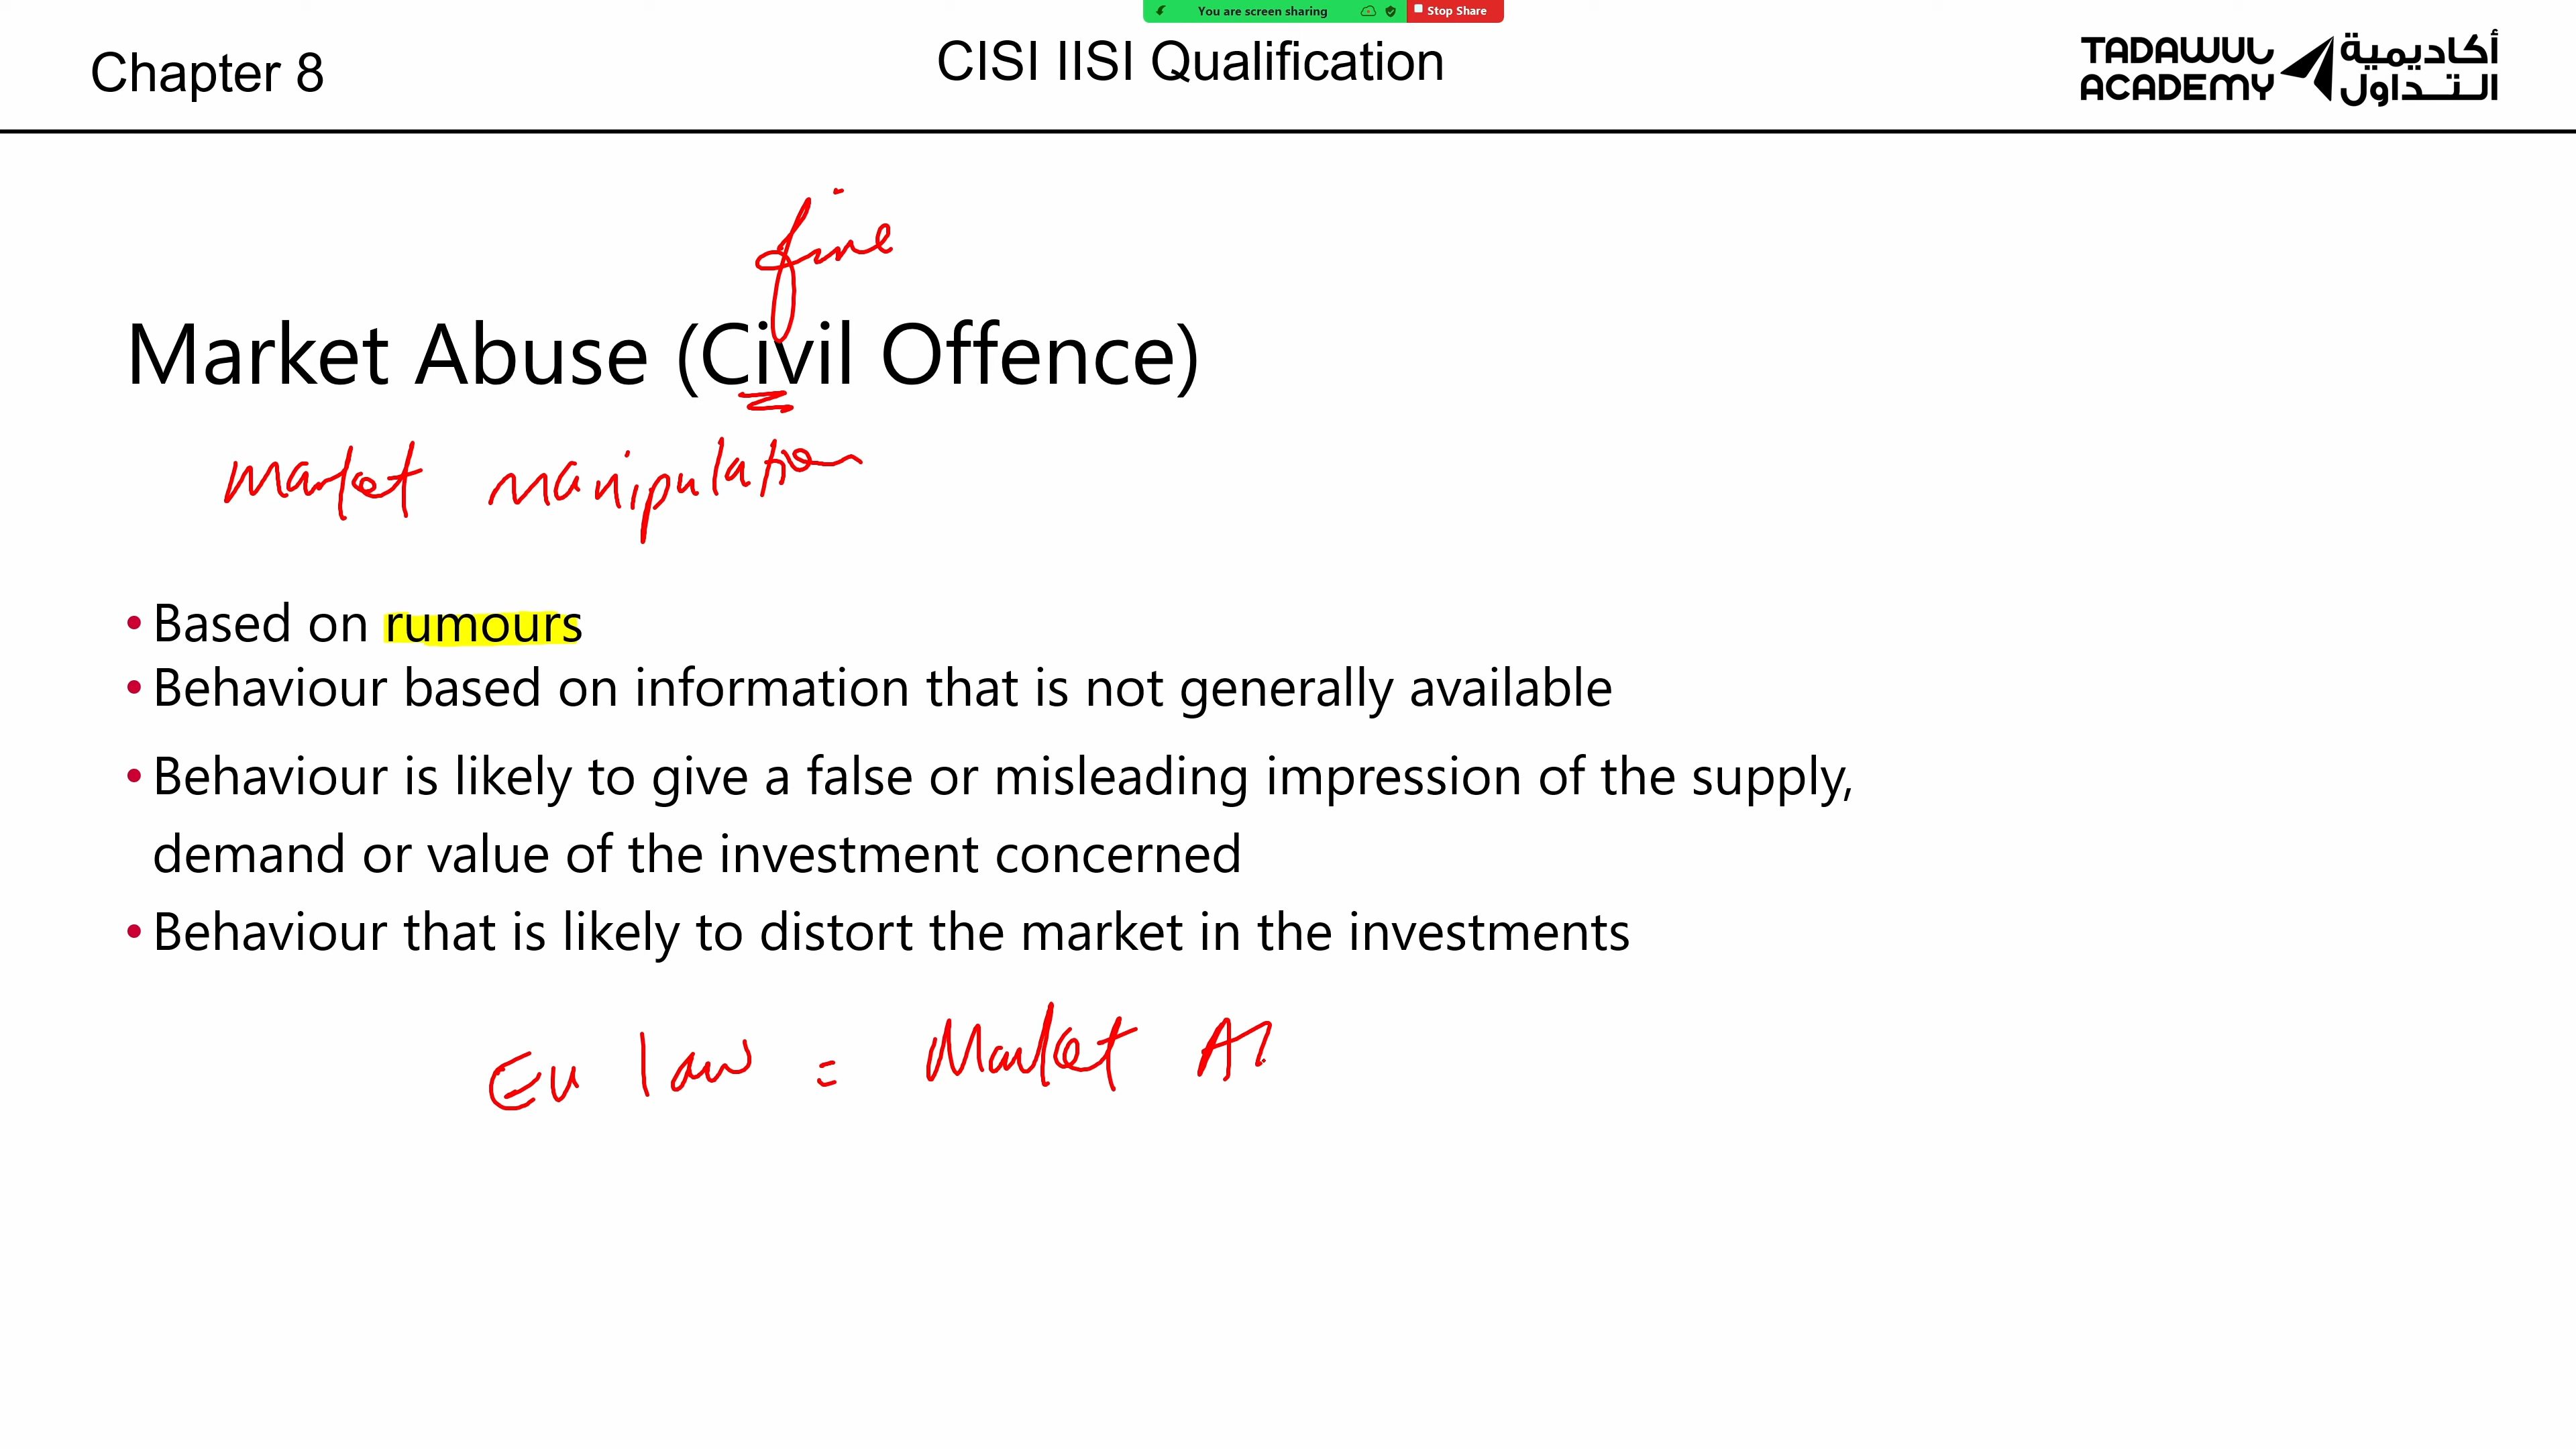 You are screen sharing Stop Share
Chapter 8
CISI IISI Qualification
TADAWUL أكاديمية
ACADEMY التداول
fine
Market Abuse (Civil Offence)
market manipulation
• Based on rumours
• Behaviour based on information that is not generally available
• Behaviour is likely to give a false or misleading impression of the supply,
demand or value of the investment concerned
• Behaviour that is likely to distort the market in the investments
Eu law = Market